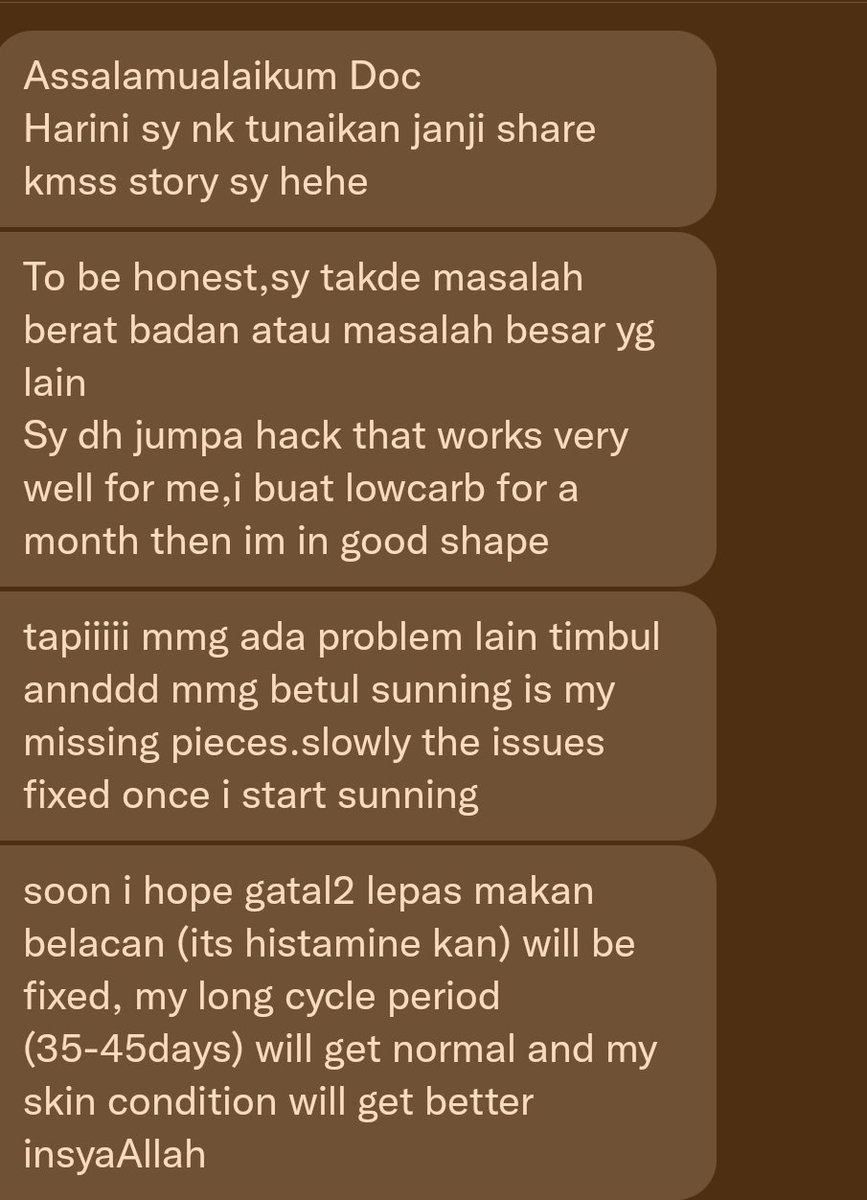 Assalamualaikum Doc
Harini sy nk tunaikan janji share
kmss story sy hehe
To be honest,sy takde masalah
berat badan atau masalah besar yg
lain
Sy dh jumpa hack that works very
well for me,i buat lowcarb for a
month then im in good shape
tapiiiii mmg ada problem lain timbul
annddd mmg betul sunning is my
missing pieces.slowly the issues
fixed once i start sunning
soon i hope gatal2 lepas makan
belacan (its histamine kan) will be
fixed, my long cycle period
(35-45days) will get normal and my
skin condition will get better
insyaAllah